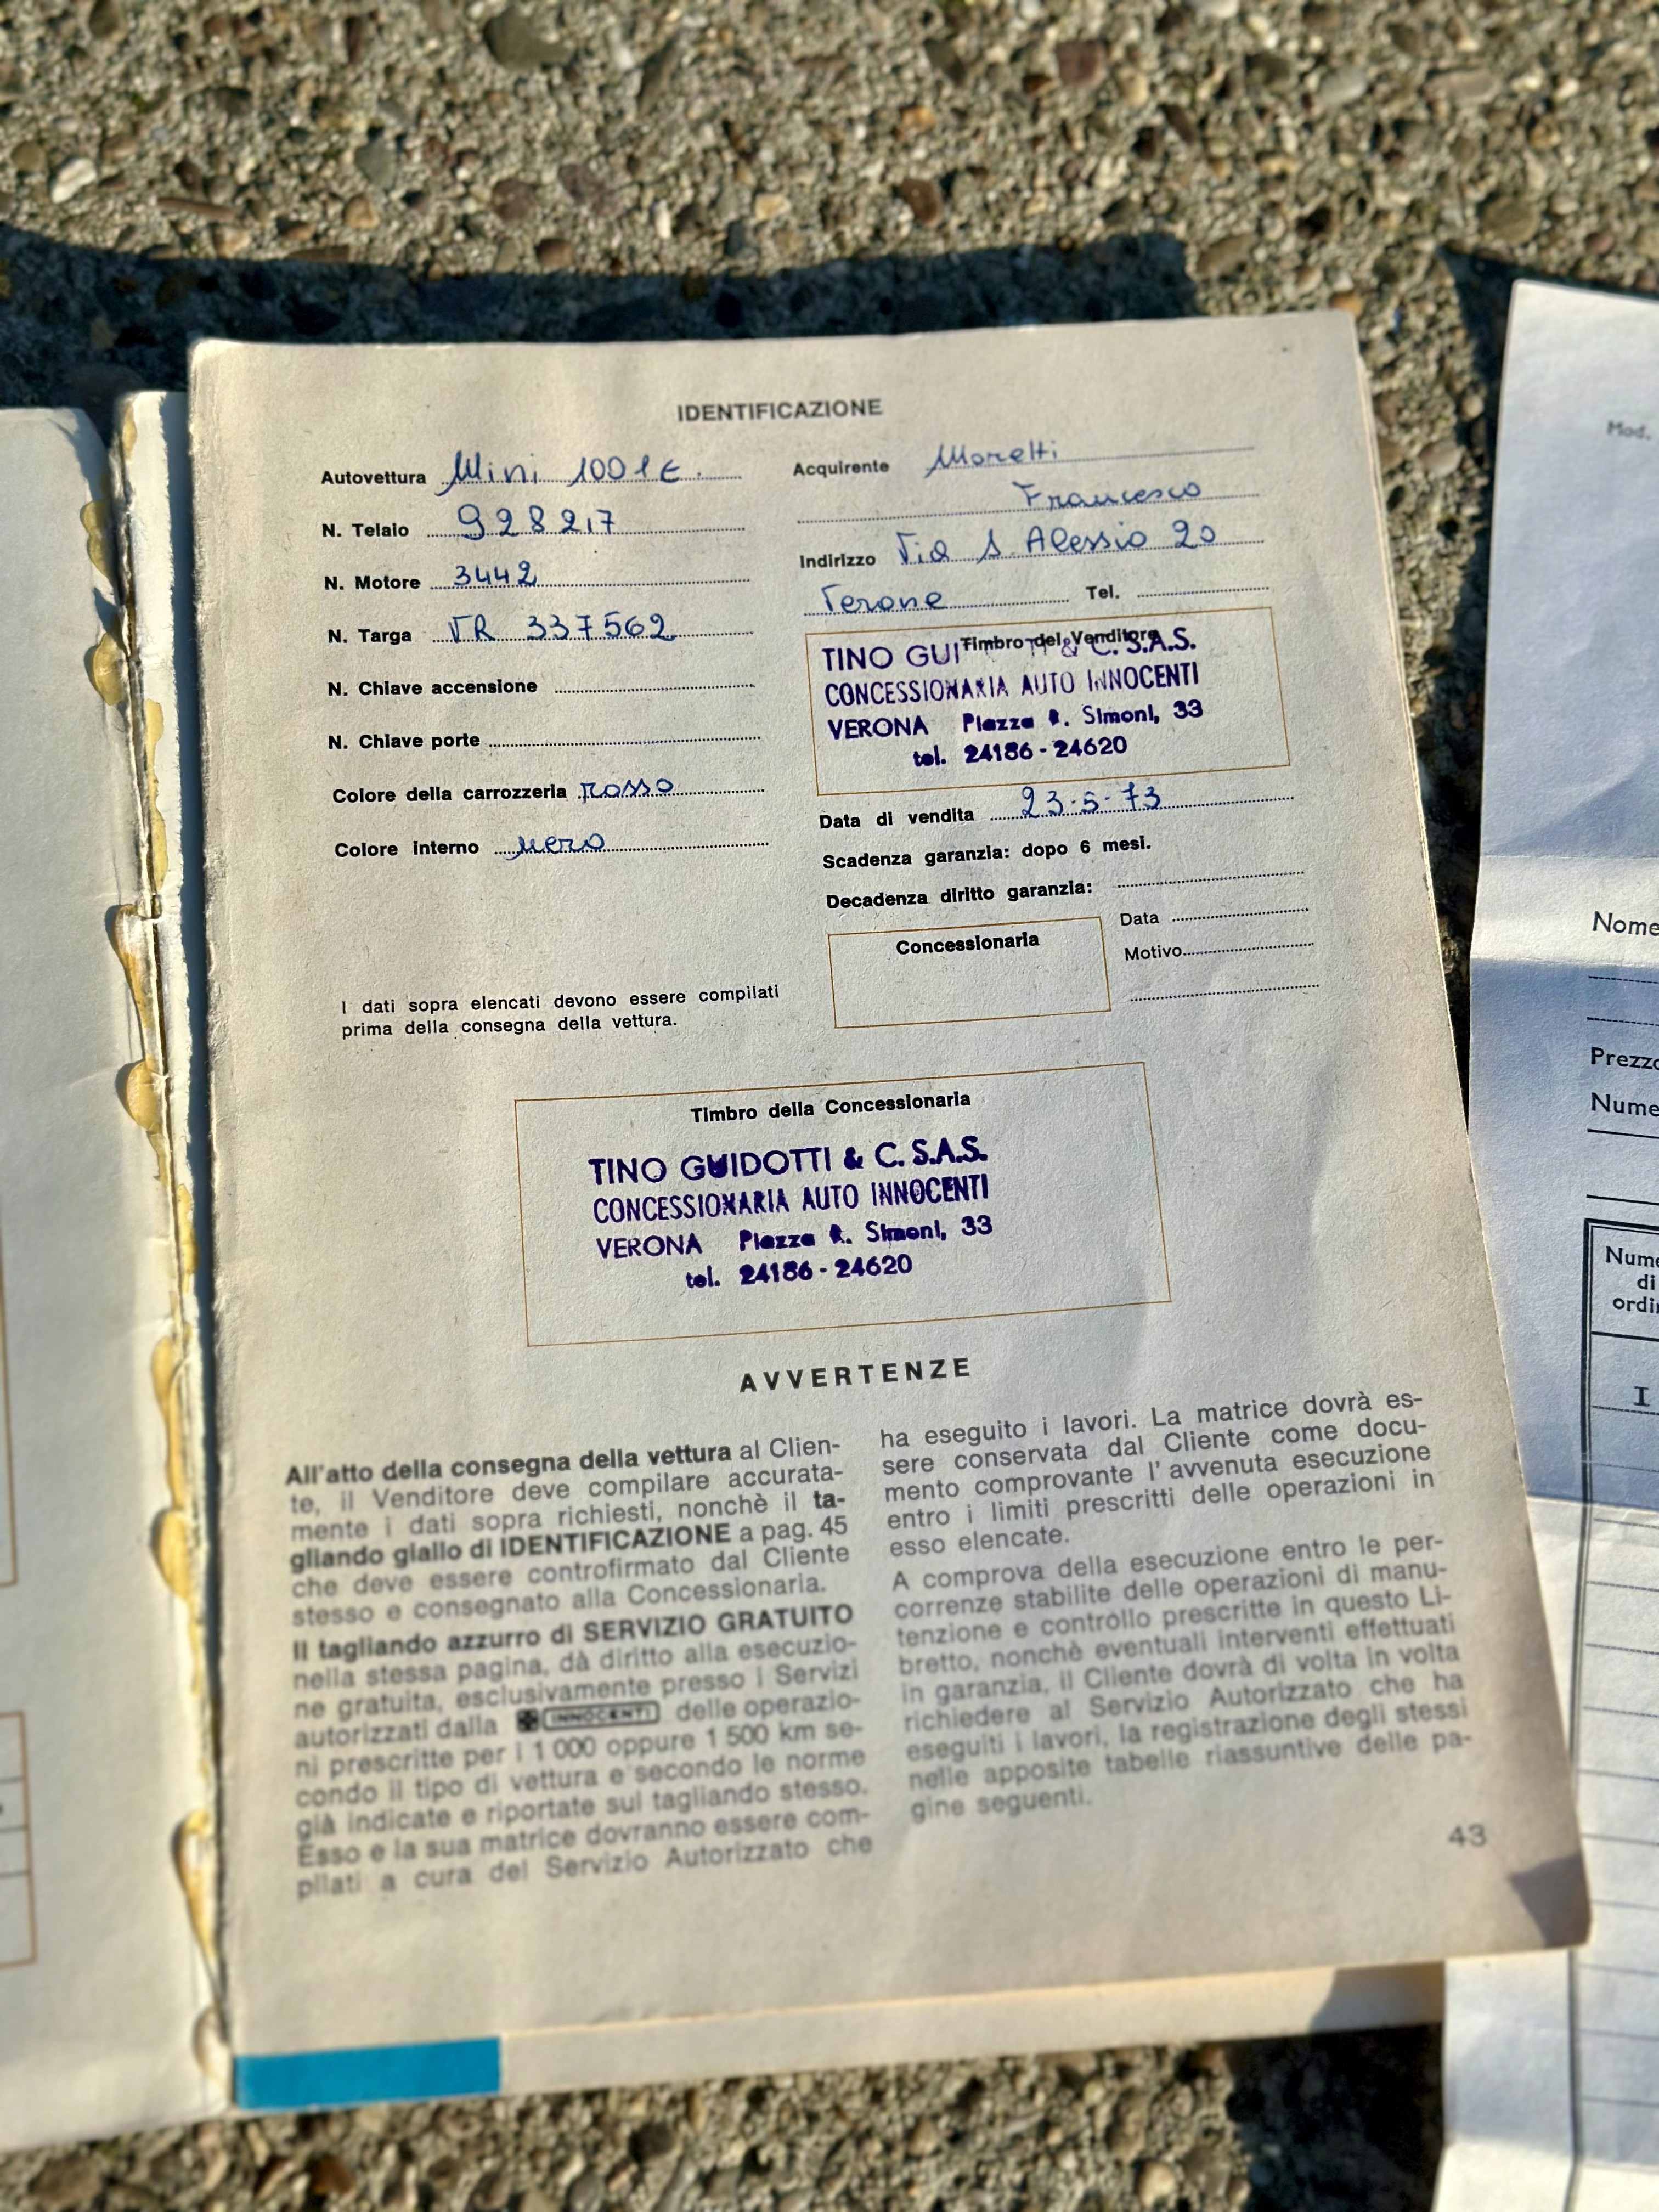 IDENTIFICAZIONE
Autovettura Mini 1001 E.
N. Telaio 928217
N. Motore 3442
N. Targa VR 337562
N. Chiave accensione
N. Chiave porte
Colore della carrozzeria rosso
Colore interno nero
I dati sopra elencati devono essere compilati
prima della consegna della vettura.
Acquirente Moretti
Francesco
Indirizzo Via S Alessio 20
Verone Tel.
Timbro del Venditore
TINO GUI TI & C. S.A.S.
CONCESSIONARIA AUTO INNOCENTI
VERONA Piazza R. Simoni, 33
tel. 24186 - 24620
Data di vendita 23-5-73
Scadenza garanzia: dopo 6 mesi.
Decadenza diritto garanzia:
Concessionaria
Data
Motivo
Timbro della Concessionaria
TINO GUIDOTTI & C. S.A.S.
CONCESSIONARIA AUTO INNOCENTI
VERONA Piazza R. Simoni, 33
tel. 24186 - 24620
AVVERTENZE
All'atto della consegna della vettura al Clien-
te, il Venditore deve compilare accurata-
mente i dati sopra richiesti, nonchè il ta-
gliando giallo di IDENTIFICAZIONE a pag. 45
che deve essere controfirmato dal Cliente
stesso e consegnato alla Concessionaria.
Il tagliando azzurro di SERVIZIO GRATUITO
nella stessa pagina, dà diritto alla esecuzio-
ne gratuita, esclusivamente presso i Servizi
autorizzati dalla INNOCENTI delle operazio-
ni prescritte per i 1 000 oppure 1 500 km se-
condo il tipo di vettura e secondo le norme
già indicate e riportate sul tagliando stesso.
Esso e la sua matrice dovranno essere com-
pilati a cura del Servizio Autorizzato che
ha eseguito i lavori. La matrice dovrà es-
sere conservata dal Cliente come docu-
mento comprovante l'avvenuta esecuzione
entro i limiti prescritti delle operazioni in
esso elencate.
A comprova della esecuzione entro le per-
correnze stabilite delle operazioni di manu-
tenzione e controllo prescritte in questo Li-
bretto, nonchè eventuali interventi effettuati
in garanzia, il Cliente dovrà di volta in volta
richiedere al Servizio Autorizzato che ha
eseguiti i lavori, la registrazione degli stessi
nelle apposite tabelle riassuntive delle pa-
gine seguenti.
43
Mod.
Nome
Prezzo
Nume
Nume
di
ordi
I